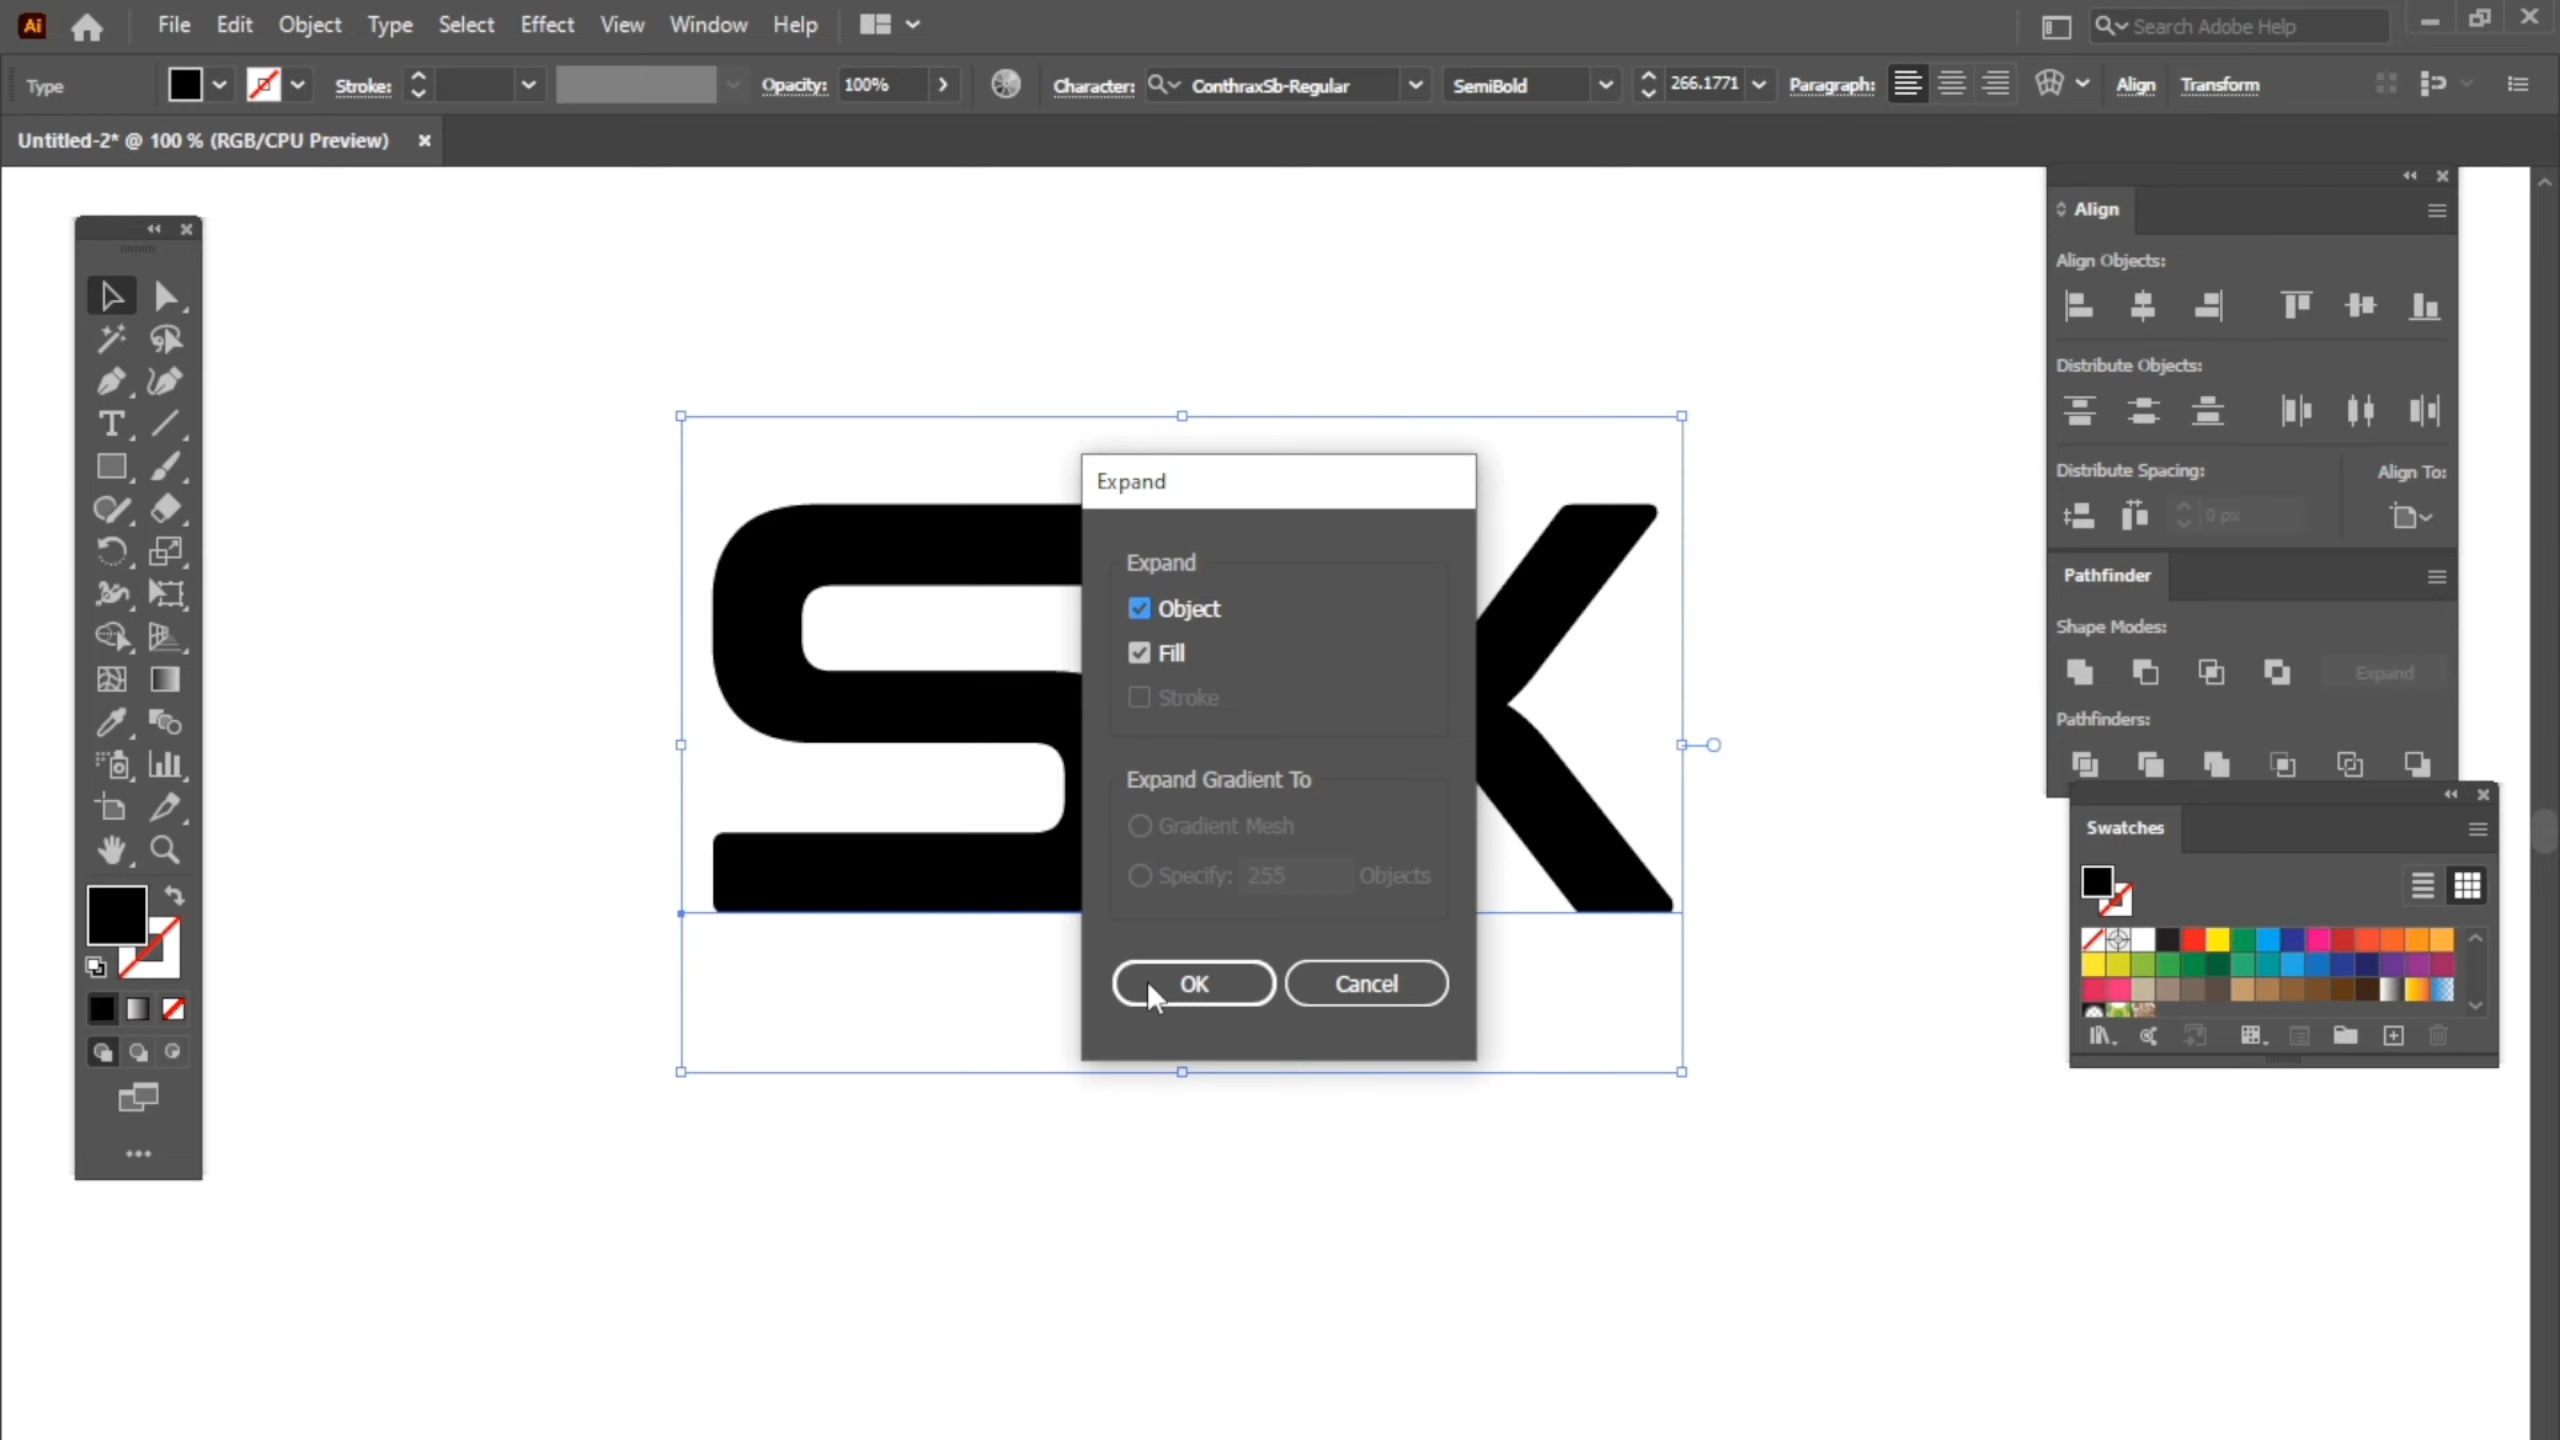 Ai File Edit Object Type Select Effect View Window Help Search Adobe Help
Type Stroke: Opacity: 100% Character: ConthraxSb-Regular SemiBold 266.1771 Paragraph: Align Transform
Untitled-2* @ 100 % (RGB/CPU Preview)
SK
Expand
Expand
Object
Fill
Stroke
Expand Gradient To
Gradient Mesh
Specify: 255 Objects
OK Cancel
Align
Align Objects:
Distribute Objects:
Distribute Spacing: Align To:
0 px
Pathfinder
Shape Modes:
Expand
Pathfinders:
Swatches